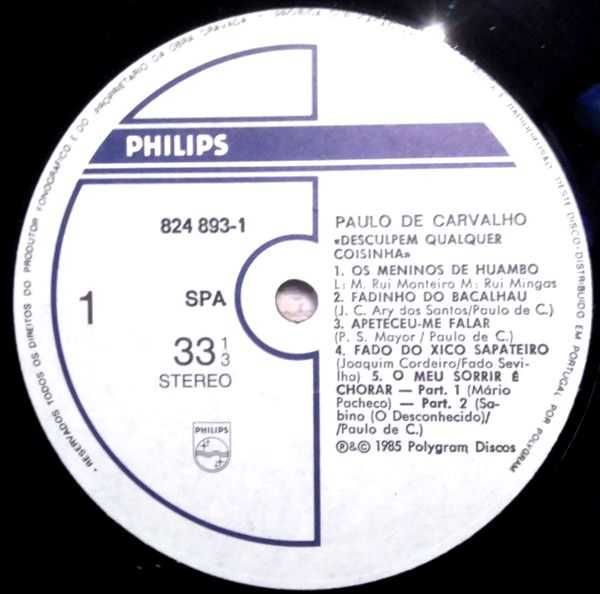 PHILIPS
824 893-1
1
SPA
33 1/3
STEREO
PHILIPS
PAULO DE CARVALHO
«DESCULPEM QUALQUER
COISINHA»
1. OS MENINOS DE HUAMBO
L: M. Rui Monteiro M: Rui Mingas
2. FADINHO DO BACALHAU
(J. C. Ary dos Santos/Paulo de C.)
3. APETECEU-ME FALAR
(P. S. Mayor / Paulo de C.)
4. FADO DO XICO SAPATEIRO
(Joaquim Cordeiro/Fado Sevi-
lha) 5. O MEU SORRIR É
CHORAR — Part. 1 (Mário
Pacheco) — Part. 2 (Sa-
bino (O Desconhecido)/
/Paulo de C.)
℗&© 1985 Polygram Discos
• RESERVADOS TODOS OS DIREITOS DO PRODUTOR FONOGRÁFICO E DO PROPRIETÁRIO DA OBRA GRAVADA • RADIODIFUSÃO DESTE DISCO • DISTRIBUIDO EM PORTUGAL POR POLYGRAM